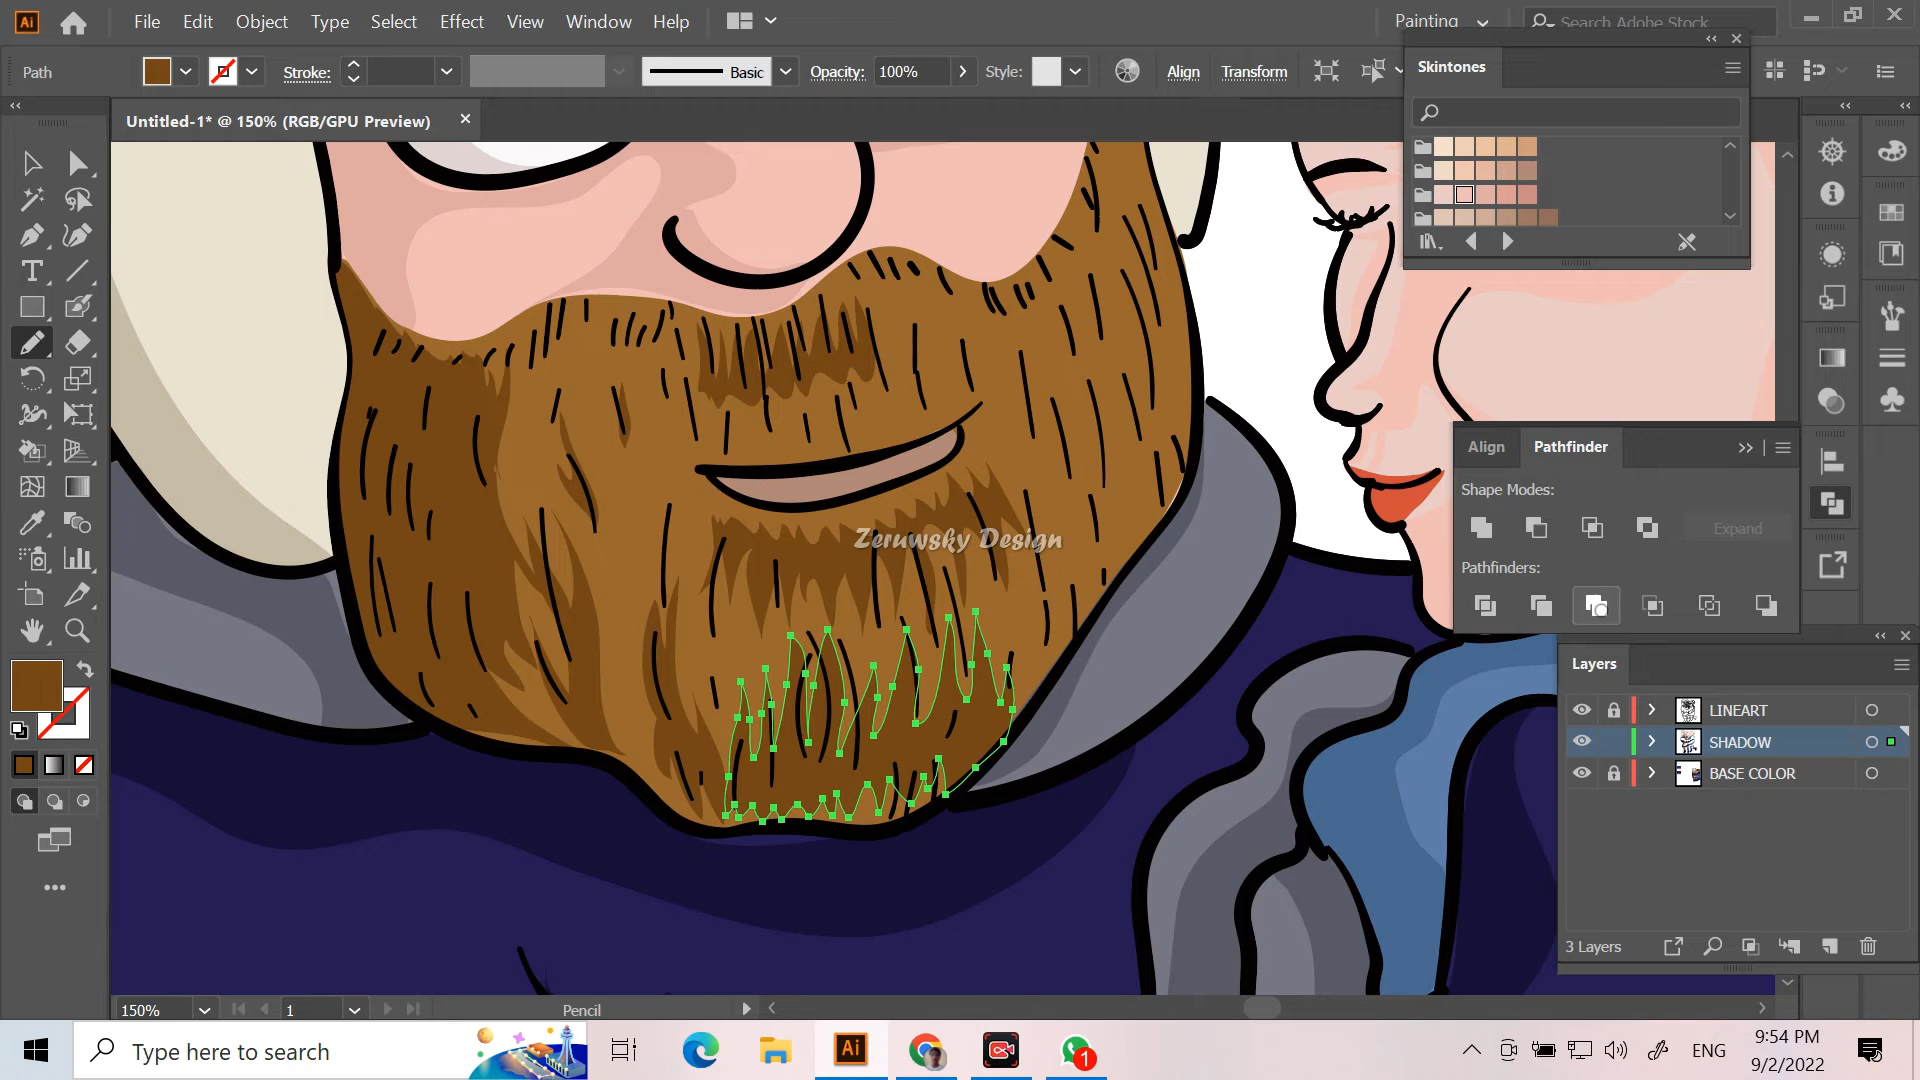 Ai
File Edit Object Type Select Effect View Window Help
Painting
Search Adobe Stock
Path
Stroke:
Basic
Opacity: 100%
Style:
Align
Transform
Skintones
Untitled-1* @ 150% (RGB/GPU Preview)
Zeruwsky Design
Align
Pathfinder
Shape Modes:
Expand
Pathfinders:
Layers
LINEART
SHADOW
BASE COLOR
3 Layers
150%
1
Pencil
Type here to search
Ai
1
ENG
9:54 PM
9/2/2022